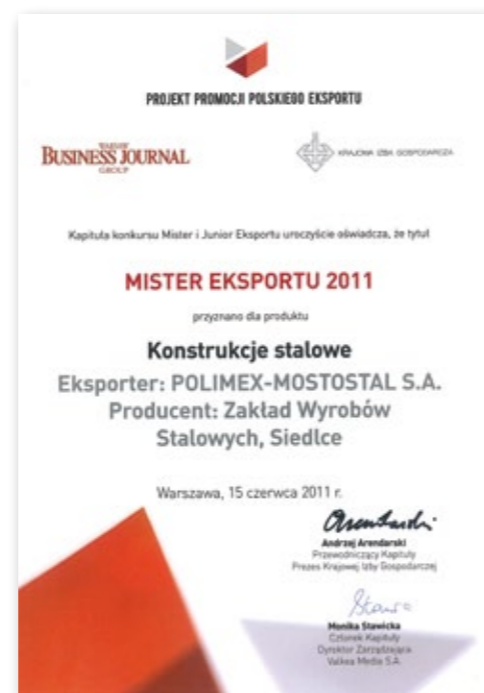 PROJEKT PROMOCJI POLSKIEGO EKSPORTU
WARSAW
BUSINESS JOURNAL
GROUP
KRAJOWA IZBA GOSPODARCZA
Kapituła konkursu Mister i Junior Eksportu uroczyście oświadcza, że tytuł
MISTER EKSPORTU 2011
przyznano dla produktu
Konstrukcje stalowe
Eksporter: POLIMEX-MOSTOSTAL S.A.
Producent: Zakład Wyrobów
Stalowych, Siedlce
Warszawa, 15 czerwca 2011 r.
Andrzej Arendarski
Przewodniczący Kapituły
Prezes Krajowej Izby Gospodarczej
Monika Stawicka
Członek Kapituły
Dyrektor Zarządzająca
Valkea Media S.A.